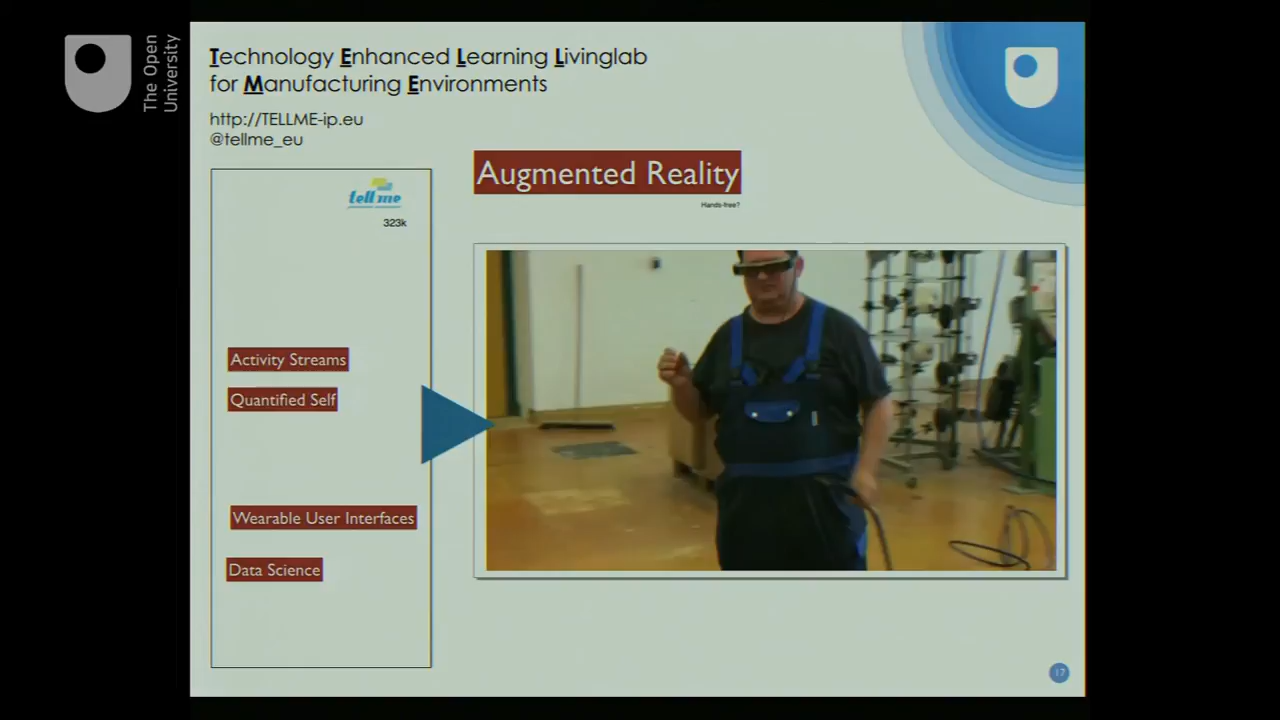 The Open
University
Technology Enhanced Learning Livinglab
for Manufacturing Environments
http://TELLME-ip.eu
@tellme_eu
tell me
323k
Augmented Reality
Hands-free?
Activity Streams
Quantified Self
Wearable User Interfaces
Data Science
17